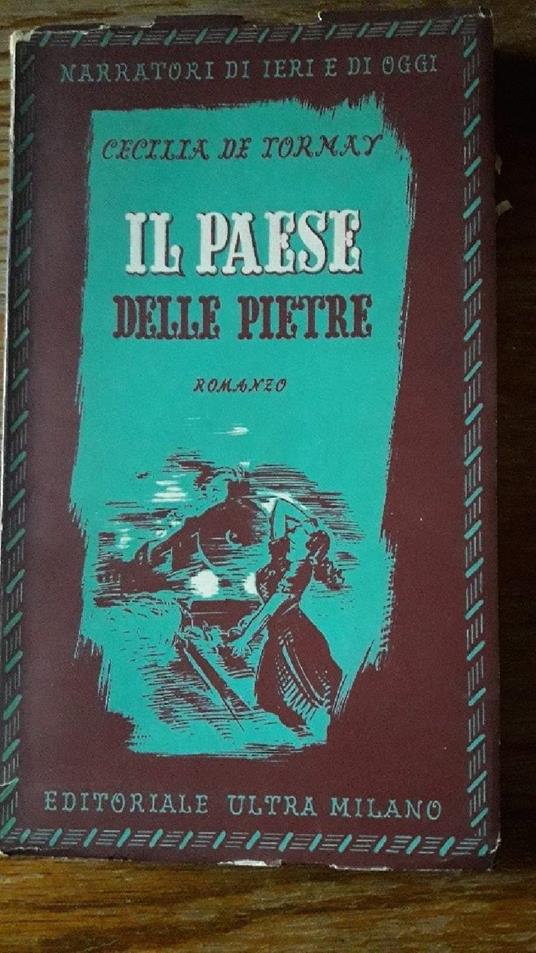 NARRATORI DI IERI E DI OGGI
CECILIA DE TORMAY
IL PAESE
DELLE PIETRE
ROMANZO
EDITORIALE ULTRA MILANO